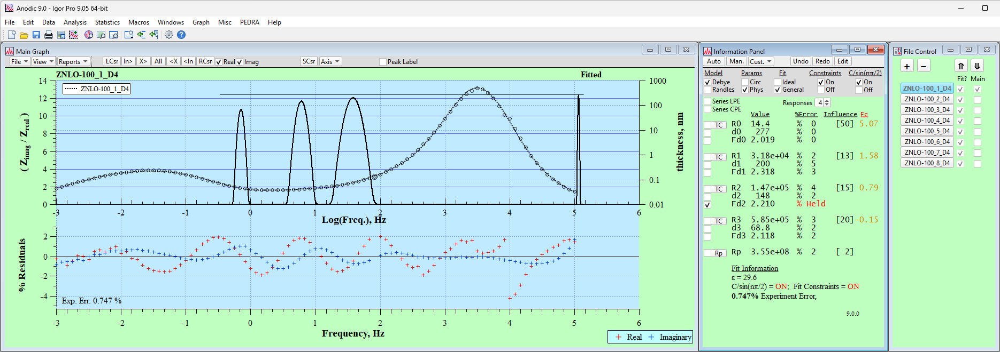 Anodic 9.0 - Igor Pro 9.05 64-bit
File Edit Data Analysis Statistics Macros Windows Graph Misc PEDRA Help
Main Graph
File View Reports LCsr In> X> All <X <In RCsr Real Imag SCsr Axis Peak Label
ZNLO-100_1_D4 Fitted
ZNLO-100_1_D4
14
12
10
8
6
4
2
0
( Zimag / Zreal )
1000
100
10
1
0.1
0.01
thickness, nm
-3 -2 -1 0 1 2 3 4 5 6
Log(Freq.), Hz
2
0
-2
-4
% Residuals
Exp. Err. 0.747 %
-3 -2 -1 0 1 2 3 4 5 6
Frequency, Hz
Real Imaginary
Information Panel
Auto Man. Cust. Undo Redo Edit
Model Params Fit Constraints C/sin(nπ/2)
Debye Circ Ideal On On
Randles Phys General Off Off
Series LPE Responses 4
Series CPE
Value %Error Influence Fc
TC R0 14.4 % 0 [50] 5.07
d0 277 % 0
Fd0 2.019 % 0
TC R1 3.18e+04 % 2 [13] 1.58
d1 200 % 5
Fd1 2.318 % 3
TC R2 1.47e+05 % 4 [15] 0.79
d2 148 % 2
Fd2 2.210 % Held
TC R3 5.85e+05 % 3 [20] -0.15
d3 68.8 % 2
Fd3 2.118 % 2
Rp Rp 3.55e+08 % 2 [ 2]
Fit Information
ε = 29.6
C/sin(nπ/2) = ON; Fit Constraints = ON
0.747% Experiment Error,
9.0.0
File Control
+ −
Fit? Main
ZNLO-100_1_D4
ZNLO-100_2_D4
ZNLO-100_3_D4
ZNLO-100_4_D4
ZNLO-100_5_D4
ZNLO-100_6_D4
ZNLO-100_7_D4
ZNLO-100_8_D4